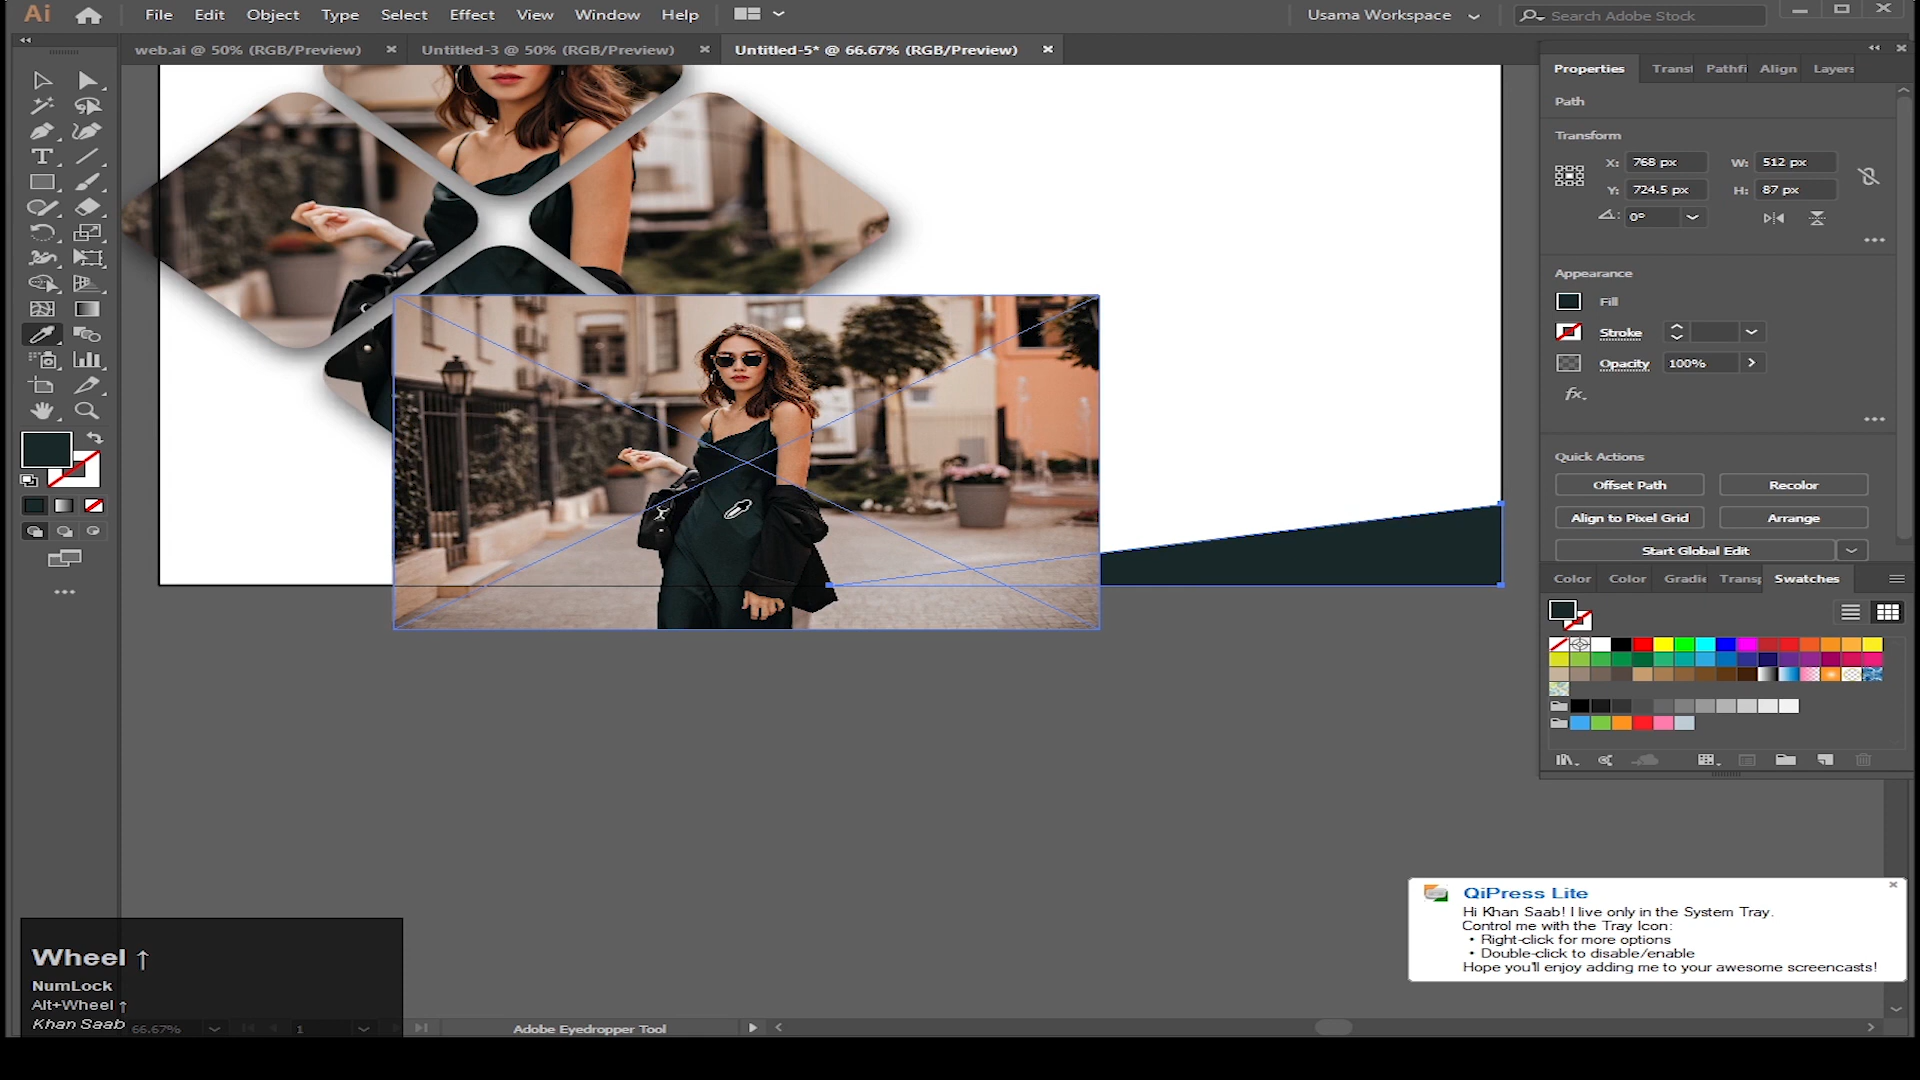 Ai
File Edit Object Type Select Effect View Window Help
Usama Workspace
Search Adobe Stock
web.ai @ 50% (RGB/Preview)
Untitled-3 @ 50% (RGB/Preview)
Untitled-5* @ 66.67% (RGB/Preview)
Properties Transf Pathfi Align Layers
Path
Transform
X: 768 px W: 512 px
Y: 724.5 px H: 87 px
0°
Appearance
Fill
Stroke
Opacity 100%
fx.
Quick Actions
Offset Path Recolor
Align to Pixel Grid Arrange
Start Global Edit
Color Color Gradie Transp Swatches
QiPress Lite
Hi Khan Saab! I live only in the System Tray.
Control me with the Tray Icon:
• Right-click for more options
• Double-click to disable/enable
Hope you'll enjoy adding me to your awesome screencasts!
Wheel ↑
NumLock
Alt+Wheel ↑
Khan Saab
66.67% 1 Adobe Eyedropper Tool